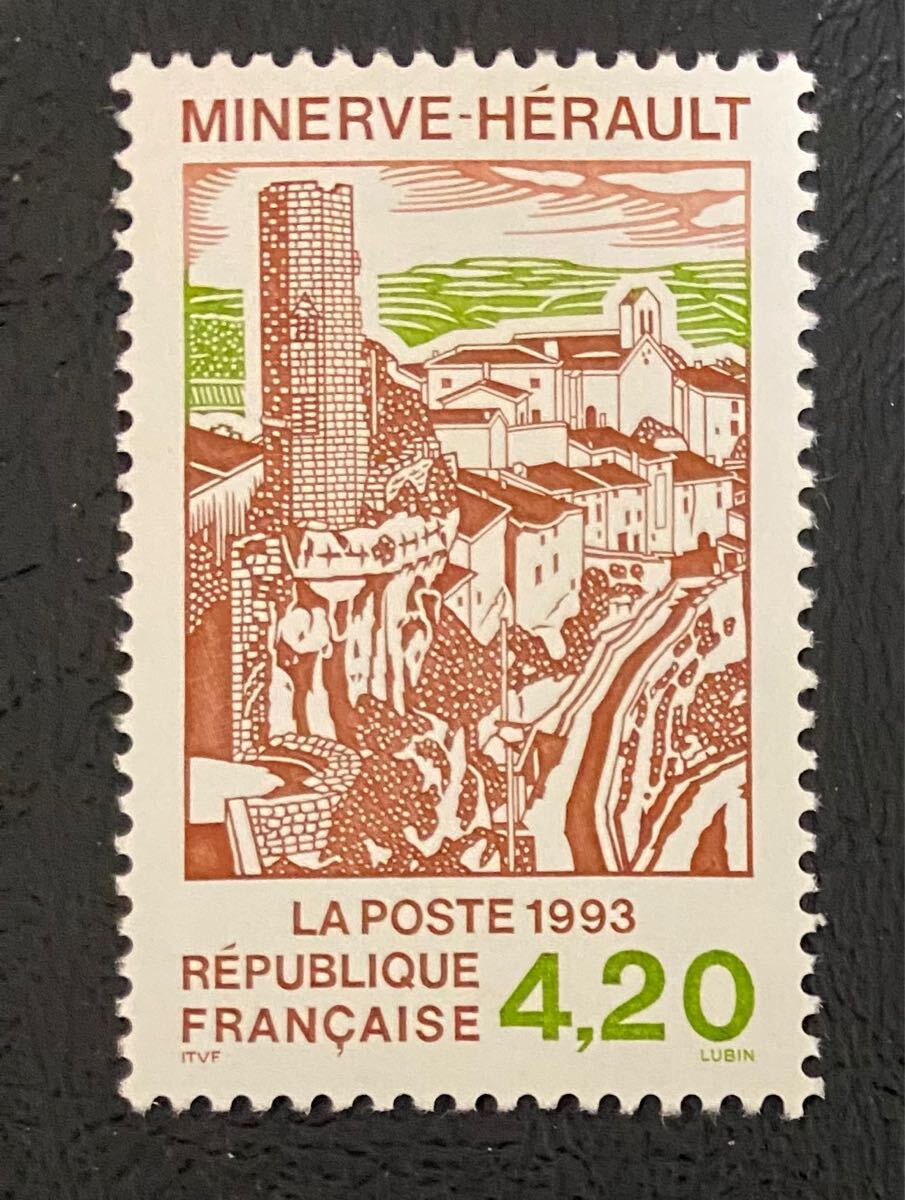 MINERVE-HÉRAULT
LA POSTE 1993
RÉPUBLIQUE
FRANÇAISE 4,20
ITVF LUBIN